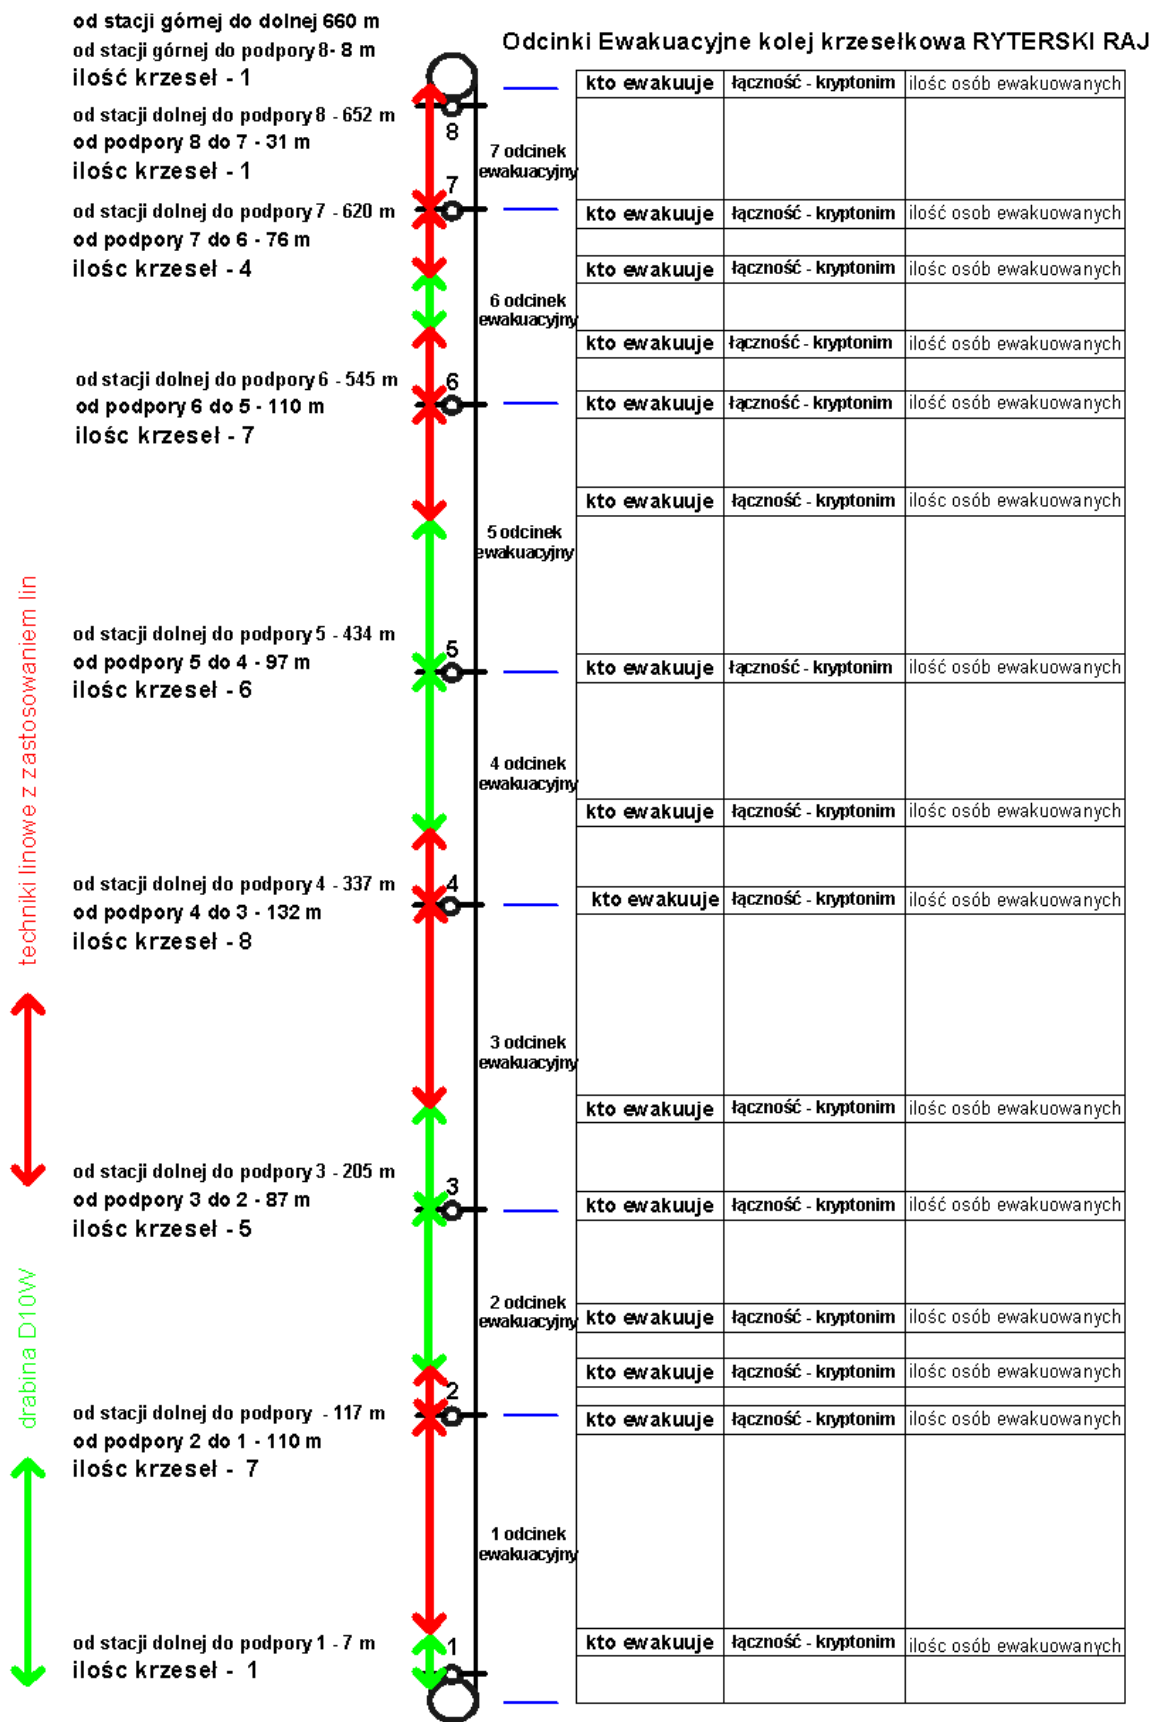 od stacji górnej do dolnej 660 m
od stacji górnej do podpory 8- 8 m
ilość krzeseł - 1
Odcinki Ewakuacyjne kolej krzesełkowa RYTERSKI RAJ
kto ewakuuje łączność - kryptonim ilośc osób ewakuowanych
od stacji dolnej do podpory 8 - 652 m
od podpory 8 do 7 - 31 m
ilośc krzeseł - 1
8
7 odcinek
ewakuacyjny
7
od stacji dolnej do podpory 7 - 620 m
od podpory 7 do 6 - 76 m
ilość krzeseł - 4
kto ewakuuje łączność - kryptonim ilość osob ewakuowanych
kto ewakuuje łączność - kryptonim ilośc osób ewakuowanych
6 odcinek
ewakuacyjny
kto ewakuuje łączność - kryptonim ilość osób ewakuowanych
od stacji dolnej do podpory 6 - 545 m
od podpory 6 do 5 - 110 m
ilośc krzeseł - 7
6
kto ewakuuje łączność - kryptonim ilość osób ewakuowanych
kto ewakuuje łączność - kryptonim ilośc osób ewakuowanych
5 odcinek
ewakuacyjny
od stacji dolnej do podpory 5 - 434 m
od podpory 5 do 4 - 97 m
ilośc krzeseł - 6
5
kto ewakuuje łączność - kryptonim ilość osób ewakuowanych
4 odcinek
ewakuacyjny
kto ewakuuje łączność - kryptonim ilośc osób ewakuowanych
od stacji dolnej do podpory 4 - 337 m
od podpory 4 do 3 - 132 m
ilośc krzeseł - 8
4
kto ewakuuje łączność - kryptonim ilość osób ewakuowanych
techniki linowe z zastosowaniem lin
3 odcinek
ewakuacyjny
kto ewakuuje łączność - kryptonim ilośc osób ewakuowanych
od stacji dolnej do podpory 3 - 205 m
od podpory 3 do 2 - 87 m
ilośc krzeseł - 5
3
kto ewakuuje łączność - kryptonim ilość osób ewakuowanych
drabina D10W
2 odcinek
ewakuacyjny
kto ewakuuje łączność - kryptonim ilośc osób ewakuowanych
kto ewakuuje łączność - kryptonim ilośc osób ewakuowanych
2
od stacji dolnej do podpory - 117 m
od podpory 2 do 1 - 110 m
ilośc krzeseł - 7
kto ewakuuje łączność - kryptonim ilość osób ewakuowanych
1 odcinek
ewakuacyjny
od stacji dolnej do podpory 1 - 7 m
ilość krzeseł - 1
1
kto ewakuuje łączność - kryptonim ilośc osób ewakuowanych